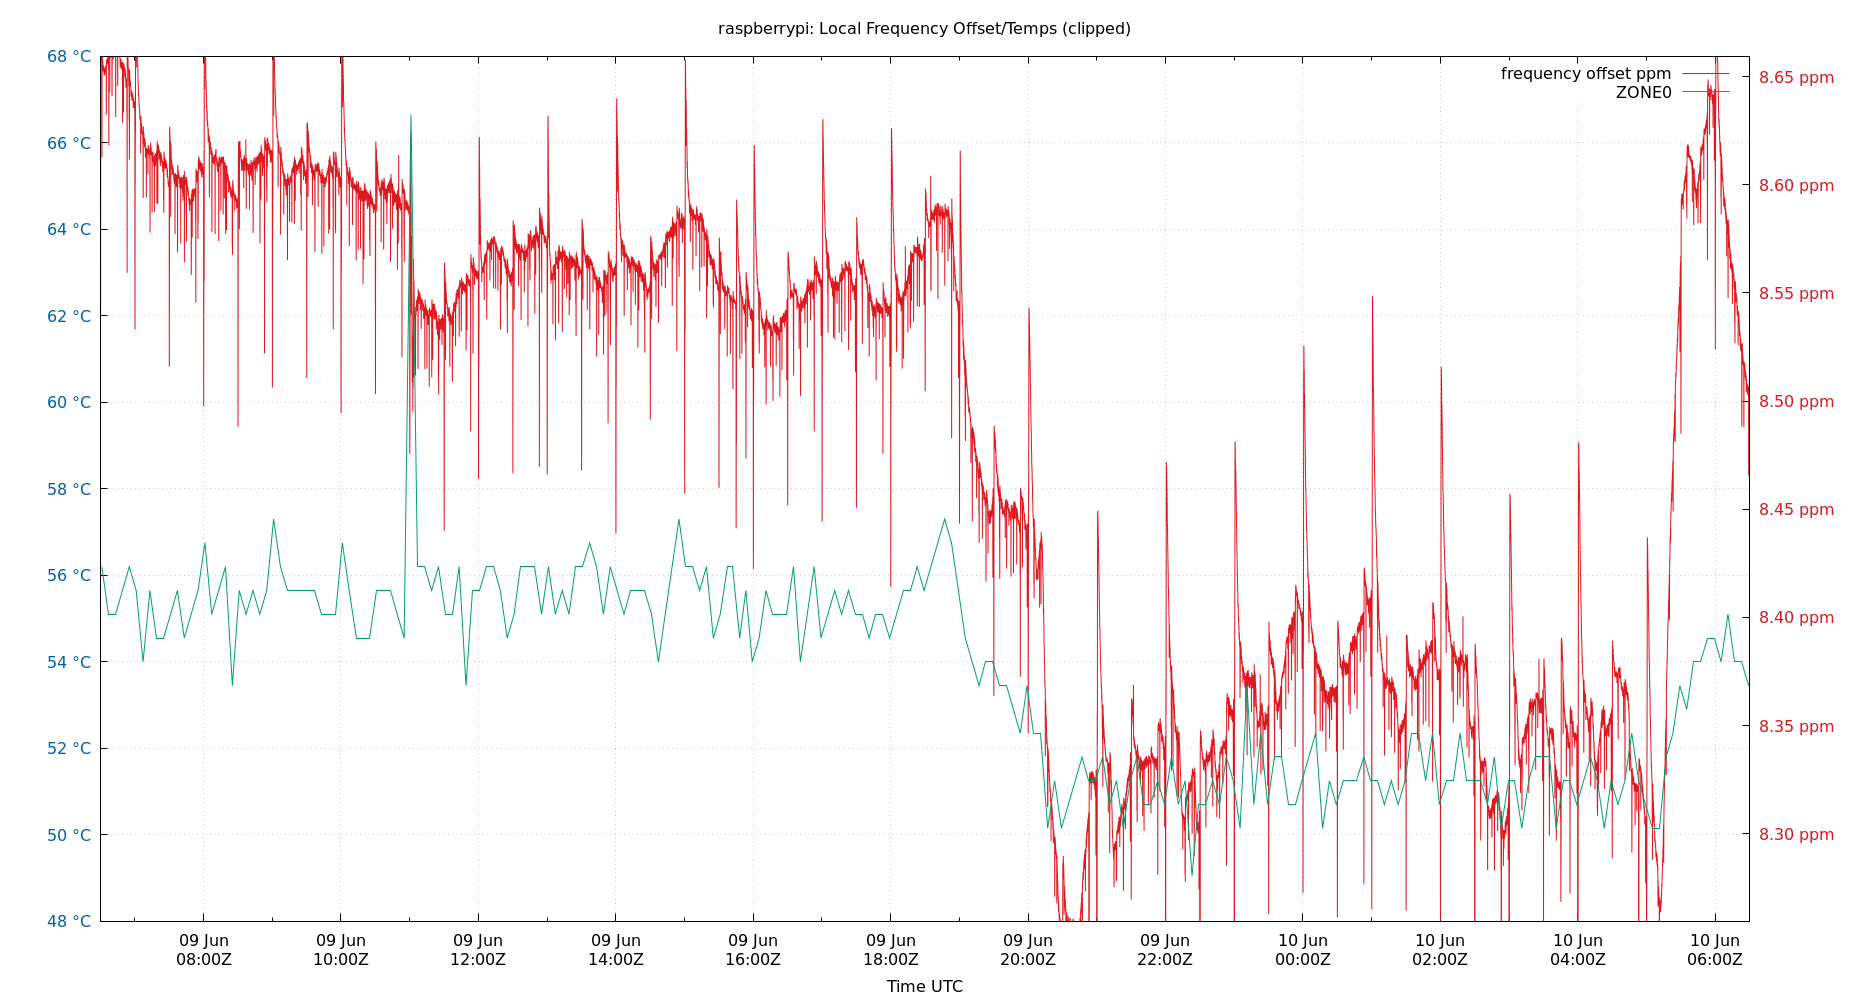 raspberrypi: Local Frequency Offset/Temps (clipped)
frequency offset ppm
ZONE0
68 °C
66 °C
64 °C
62 °C
60 °C
58 °C
56 °C
54 °C
52 °C
50 °C
48 °C
8.65 ppm
8.60 ppm
8.55 ppm
8.50 ppm
8.45 ppm
8.40 ppm
8.35 ppm
8.30 ppm
09 Jun
08:00Z
09 Jun
10:00Z
09 Jun
12:00Z
09 Jun
14:00Z
09 Jun
16:00Z
09 Jun
18:00Z
09 Jun
20:00Z
09 Jun
22:00Z
10 Jun
00:00Z
10 Jun
02:00Z
10 Jun
04:00Z
10 Jun
06:00Z
Time UTC